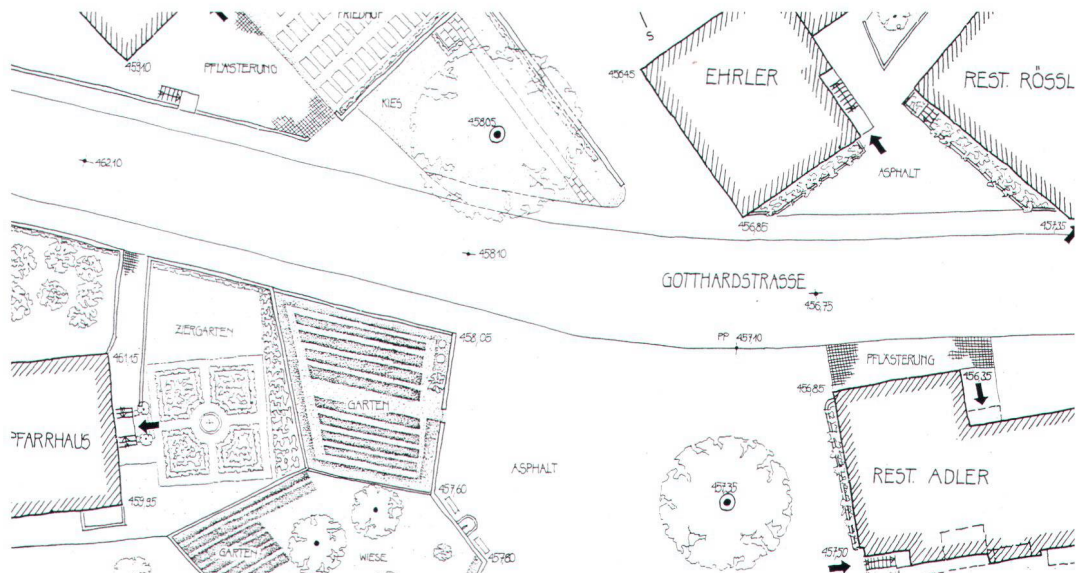 FRIEDHOF
459.10
PFLÄSTERUNG
KIES
458.05
S
456.45
EHRLER
REST. RÖSSL
462.10
ASPHALT
456.85
457.35
458.10
GOTTHARDSTRASSE
456.75
ZIERGARTEN
458.05
PP 457.10
461.15
PFLÄSTERUNG
456.85
456.35
GARTEN
PFARRHAUS
ASPHALT
REST. ADLER
457.60
457.35
459.95
GARTEN
WIESE
457.60
457.50